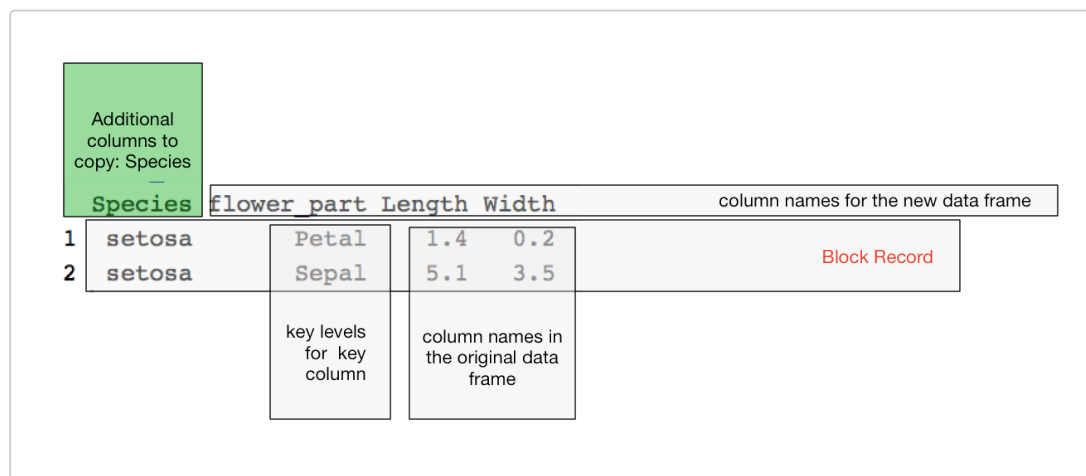 Additional
columns to
copy: Species
Species flower_part Length Width
column names for the new data frame
1 setosa Petal 1.4 0.2
2 setosa Sepal 5.1 3.5
Block Record
key levels
for key
column
column names in
the original data
frame